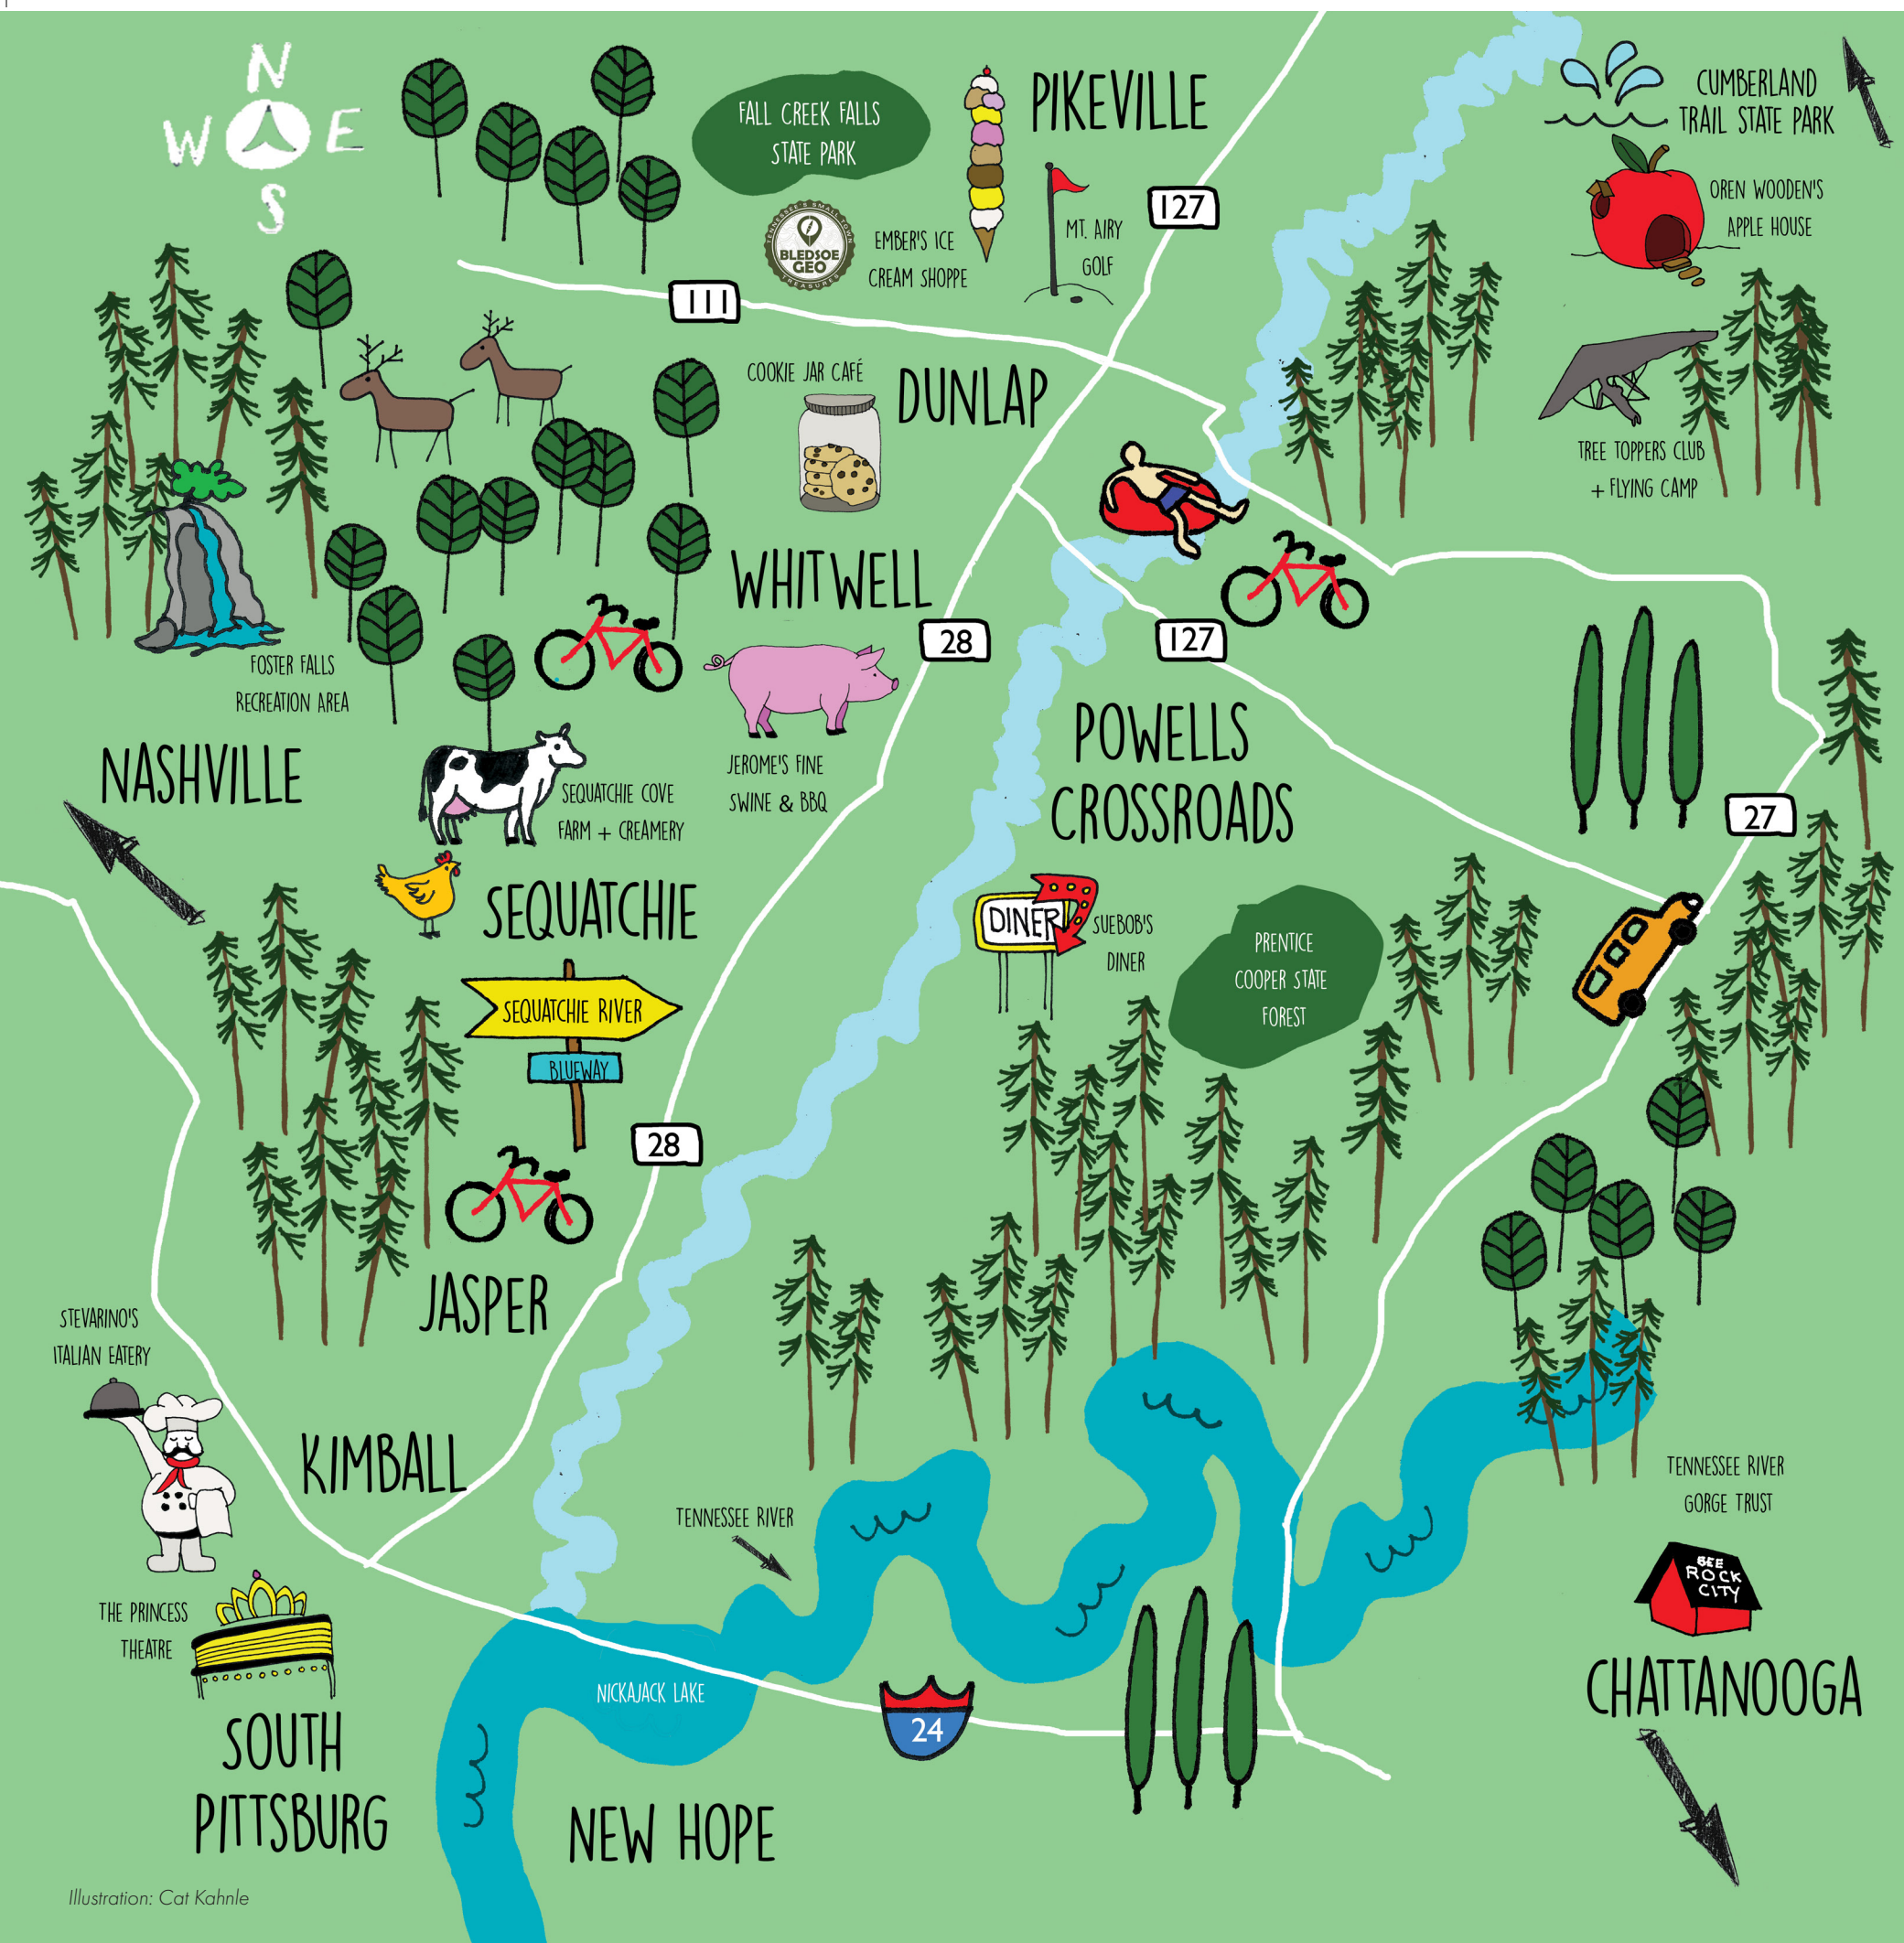 N
W E
S
FALL CREEK FALLS
STATE PARK
PIKEVILLE
CUMBERLAND
TRAIL STATE PARK
OREN WOODEN'S
APPLE HOUSE
127
TENNESSEE'S SMALL TOWN
BLEDSOE
GEO
TREASURES
EMBER'S ICE
CREAM SHOPPE
MT. AIRY
GOLF
111
COOKIE JAR CAFÉ
DUNLAP
TREE TOPPERS CLUB
+ FLYING CAMP
WHITWELL
28
127
FOSTER FALLS
RECREATION AREA
NASHVILLE
JEROME'S FINE
SWINE & BBQ
SEQUATCHIE COVE
FARM + CREAMERY
POWELLS
CROSSROADS
27
SEQUATCHIE
DINER
SUEBOB'S
DINER
PRENTICE
COOPER STATE
FOREST
SEQUATCHIE RIVER
BLUEWAY
28
JASPER
STEVARINO'S
ITALIAN EATERY
KIMBALL
TENNESSEE RIVER
TENNESSEE RIVER
GORGE TRUST
SEE
ROCK
CITY
THE PRINCESS
THEATRE
NICKAJACK LAKE
24
CHATTANOOGA
SOUTH
PITTSBURG
NEW HOPE
Illustration: Cat Kahnle